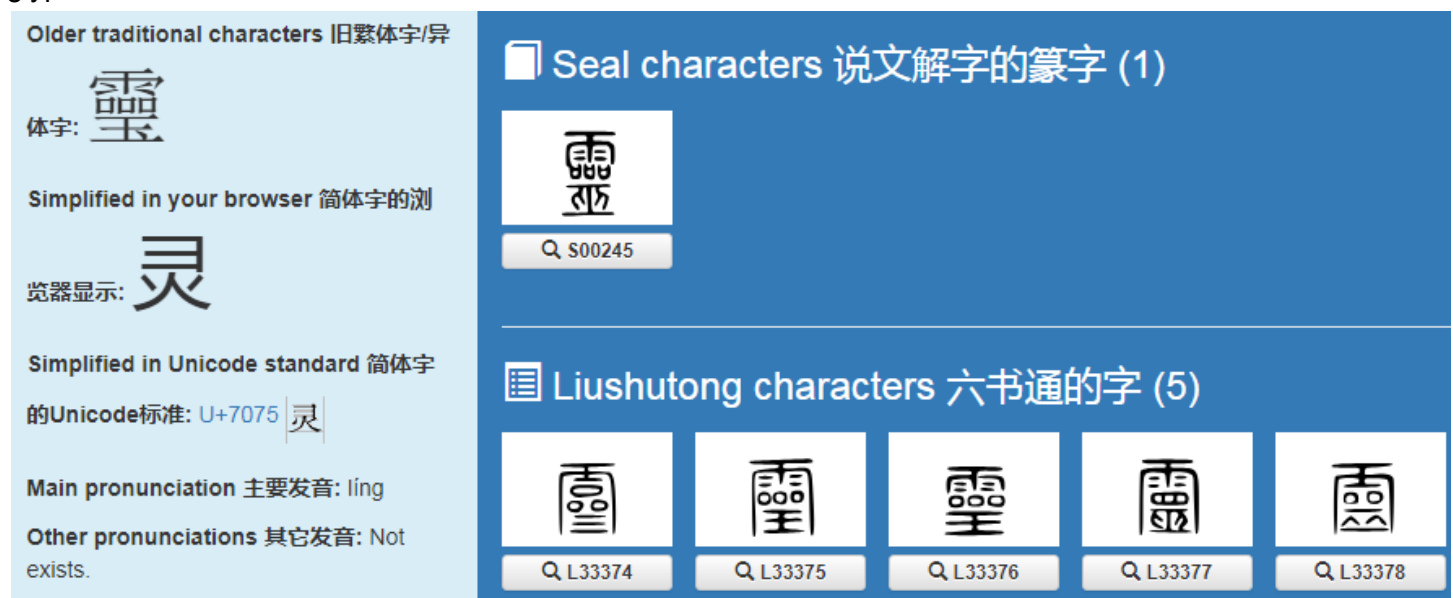 Older traditional characters 旧繁体字/异
体字: 靈
Simplified in your browser 简体字的浏
览器显示: 灵
Simplified in Unicode standard 简体字
的Unicode标准: U+7075 灵
Main pronunciation 主要发音: líng
Other pronunciations 其它发音: Not
exists.
Seal characters 说文解字的篆字 (1)
S00245
Liushutong characters 六书通的字 (5)
L33374 L33375 L33376 L33377 L33378